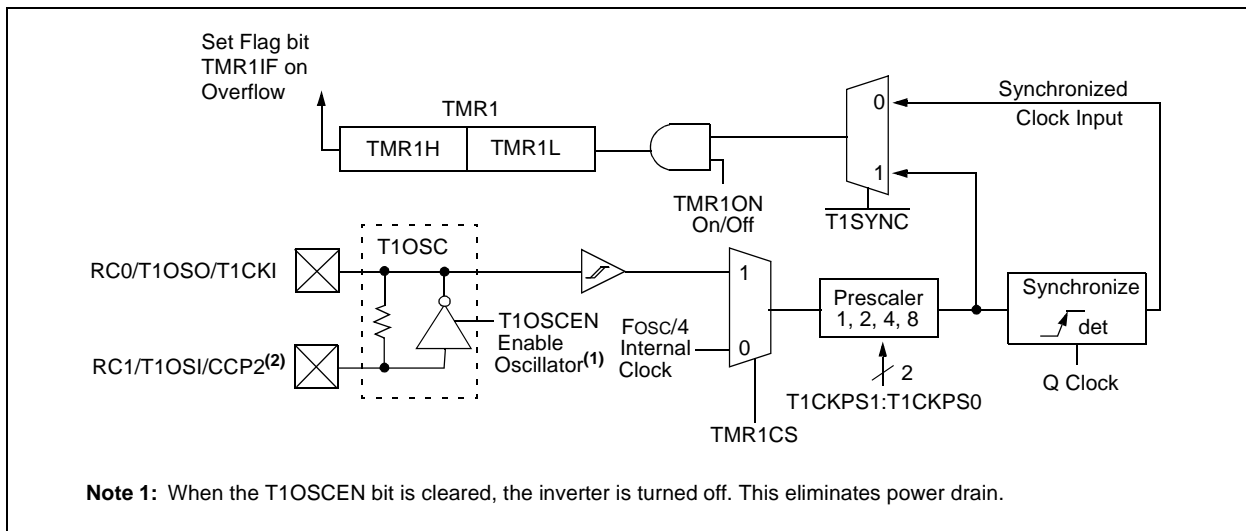 Set Flag bit
TMR1IF on
Overflow
TMR1
TMR1H
TMR1L
TMR1ON
On/Off
0
1
T1SYNC
Synchronized
Clock Input
T1OSC
RC0/T1OSO/T1CKI
RC1/T1OSI/CCP2(2)
T1OSCEN
Enable
Oscillator(1)
FOSC/4
Internal
Clock
1
0
TMR1CS
Prescaler
1, 2, 4, 8
2
T1CKPS1:T1CKPS0
Synchronize
det
Q Clock
Note 1: When the T1OSCEN bit is cleared, the inverter is turned off. This eliminates power drain.